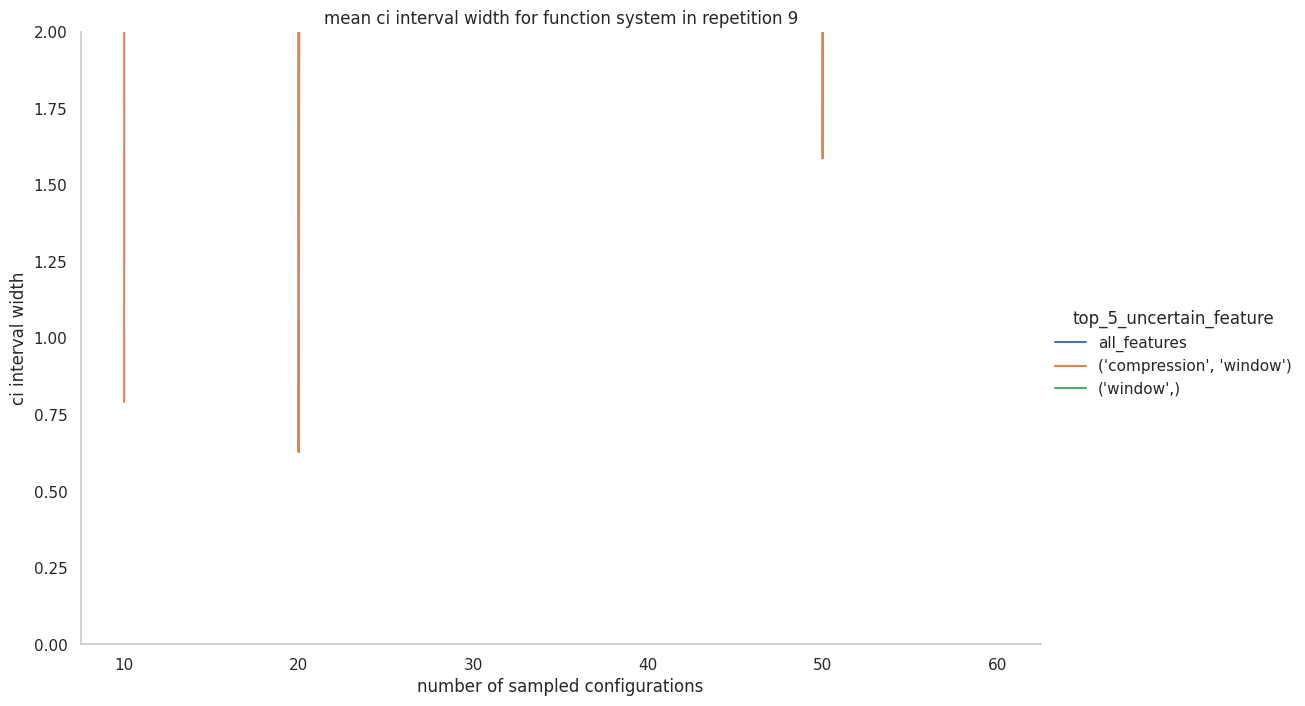 mean ci interval width for function system in repetition 9
2.00
1.75
1.50
1.25
1.00
0.75
0.50
0.25
0.00
ci interval width
10 20 30 40 50 60
number of sampled configurations
top_5_uncertain_feature
all_features
('compression', 'window')
('window',)